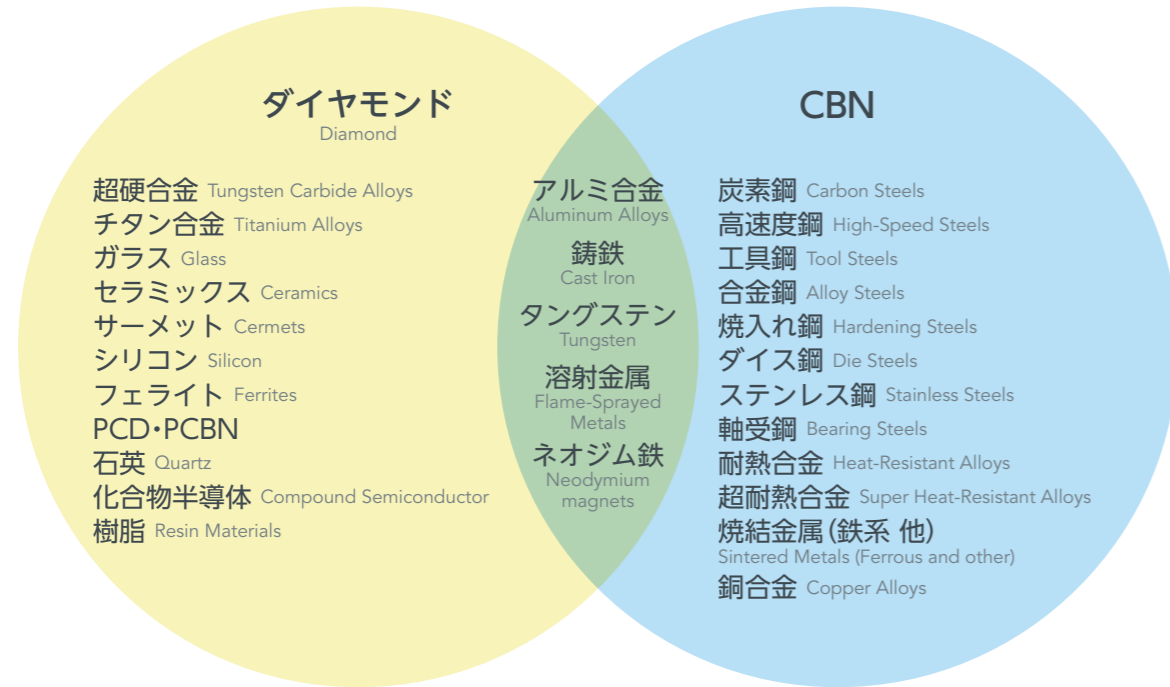 ダイヤモンド
Diamond
超硬合金 Tungsten Carbide Alloys
チタン合金 Titanium Alloys
ガラス Glass
セラミックス Ceramics
サーメット Cermets
シリコン Silicon
フェライト Ferrites
PCD・PCBN
石英 Quartz
化合物半導体 Compound Semiconductor
樹脂 Resin Materials
アルミ合金
Aluminum Alloys
鋳鉄
Cast Iron
タングステン
Tungsten
溶射金属
Flame-Sprayed
Metals
ネオジム鉄
Neodymium
magnets
CBN
炭素鋼 Carbon Steels
高速度鋼 High-Speed Steels
工具鋼 Tool Steels
合金鋼 Alloy Steels
焼入れ鋼 Hardening Steels
ダイス鋼 Die Steels
ステンレス鋼 Stainless Steels
軸受鋼 Bearing Steels
耐熱合金 Heat-Resistant Alloys
超耐熱合金 Super Heat-Resistant Alloys
焼結金属(鉄系 他)
Sintered Metals (Ferrous and other)
銅合金 Copper Alloys